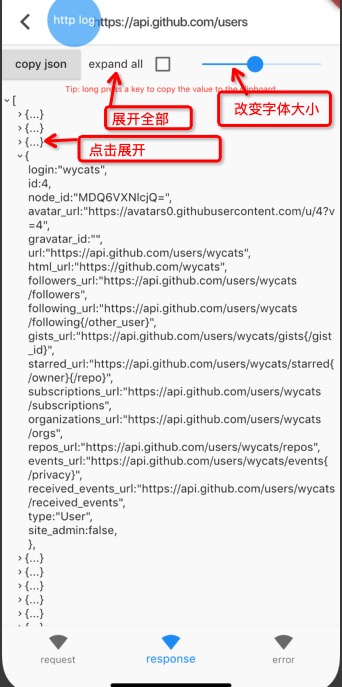 http log
https://api.github.com/users
copy json
expand all
Tip: long press a key to copy the value to the clipboard
展开全部
改变字体大小
点击展开
[
{...}
{...}
{...}
{
login:"wycats",
id:4,
node_id:"MDQ6VXNlcjQ=",
avatar_url:"https://avatars0.githubusercontent.com/u/4?v
=4",
gravatar_id:"",
url:"https://api.github.com/users/wycats",
html_url:"https://github.com/wycats",
followers_url:"https://api.github.com/users/wycats
/followers",
following_url:"https://api.github.com/users/wycats
/following{/other_user}",
gists_url:"https://api.github.com/users/wycats/gists{/gist
_id}",
starred_url:"https://api.github.com/users/wycats/starred{
/owner}{/repo}",
subscriptions_url:"https://api.github.com/users/wycats
/subscriptions",
organizations_url:"https://api.github.com/users/wycats
/orgs",
repos_url:"https://api.github.com/users/wycats/repos",
events_url:"https://api.github.com/users/wycats/events{
/privacy}",
received_events_url:"https://api.github.com/users/wycats
/received_events",
type:"User",
site_admin:false,
},
{...}
{...}
{...}
{...}
{...}
{...}
request
response
error